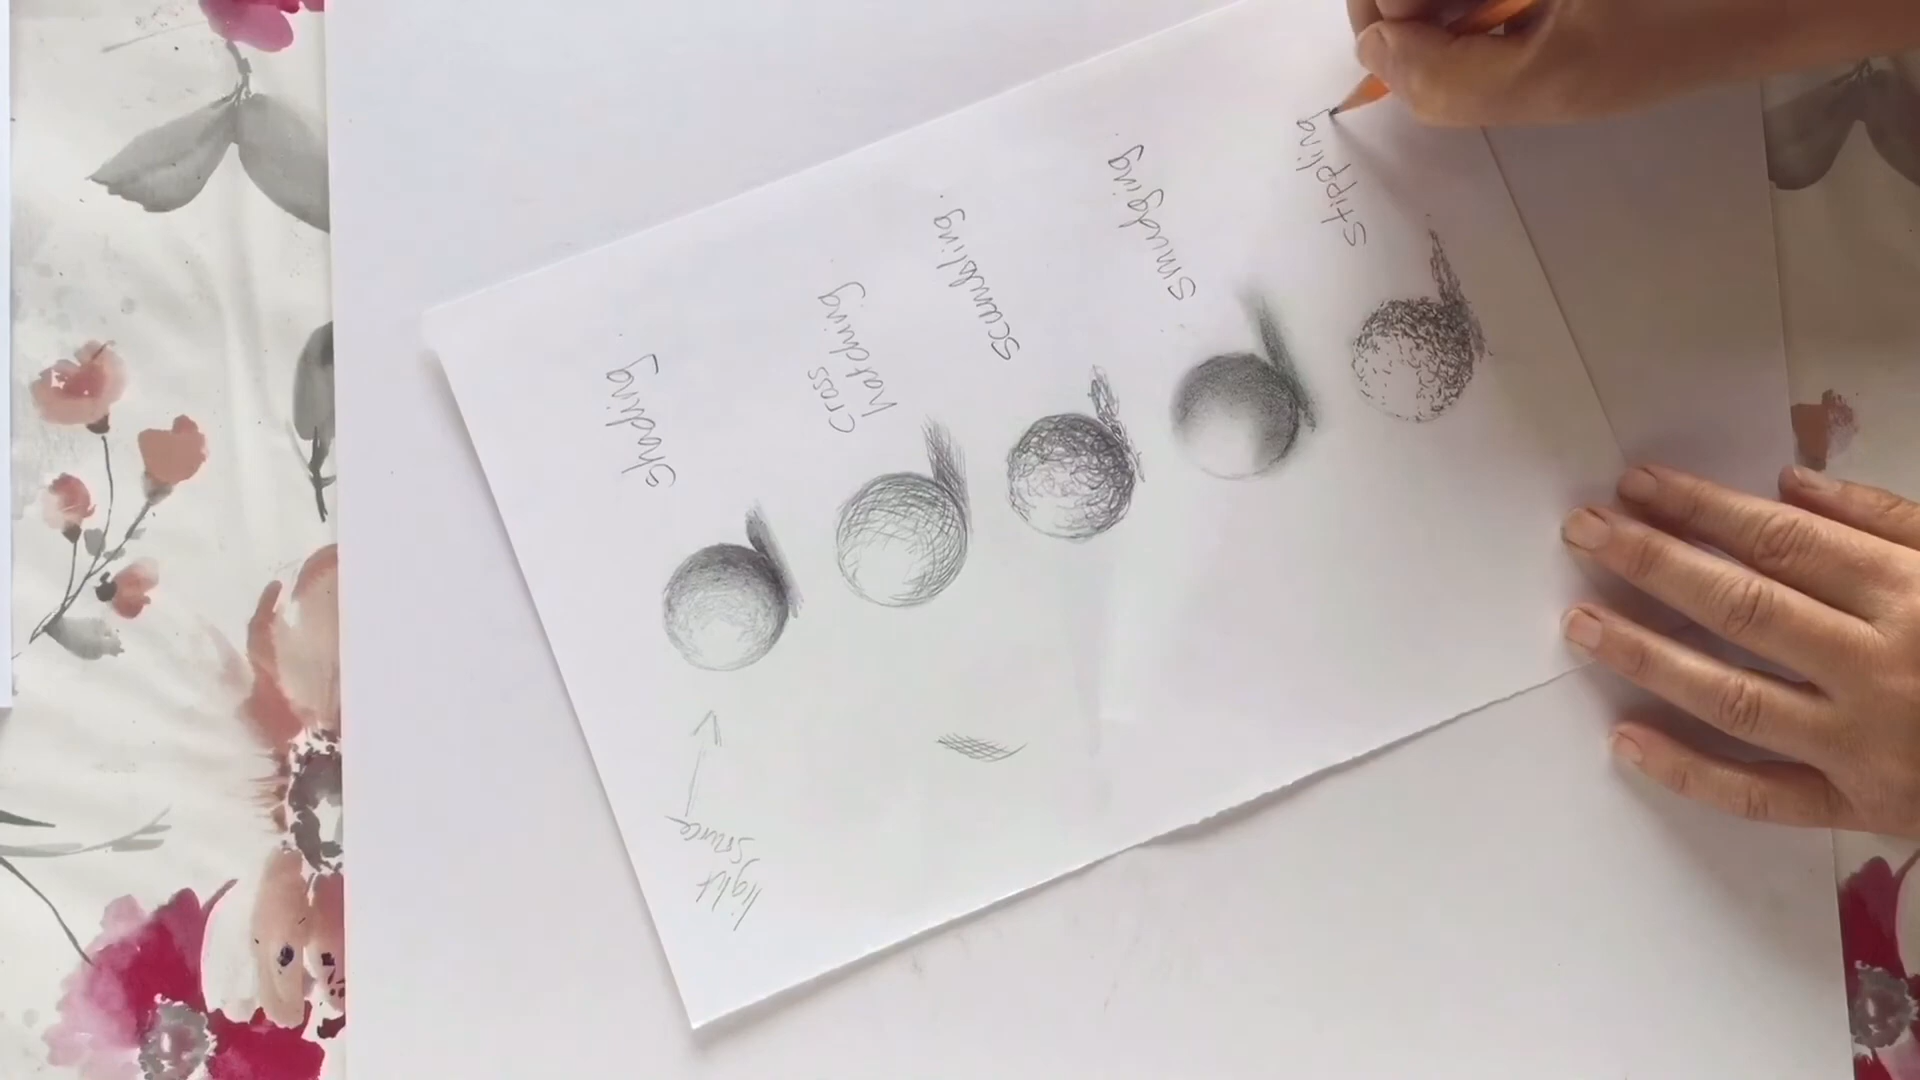 Shading
Cross
hatching
Scumbling.
Smudging
Stippling
light
source